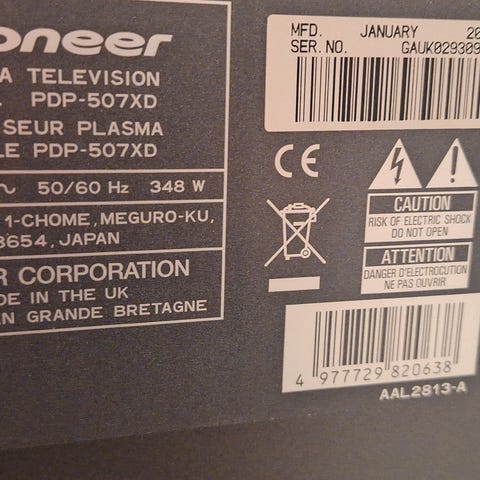 oneer
A TELEVISION
PDP-507XD
SEUR PLASMA
LE PDP-507XD
~ 50/60 Hz 348 W
1-CHOME, MEGURO-KU,
8654, JAPAN
R CORPORATION
DE IN THE UK
EN GRANDE BRETAGNE
MFD. JANUARY 20
SER. NO. GAUK029309
CE
CAUTION
RISK OF ELECTRIC SHOCK
DO NOT OPEN
ATTENTION
DANGER D'ELECTROCUTION
NE PAS OUVRIR
4 977729 820638
AAL2813-A